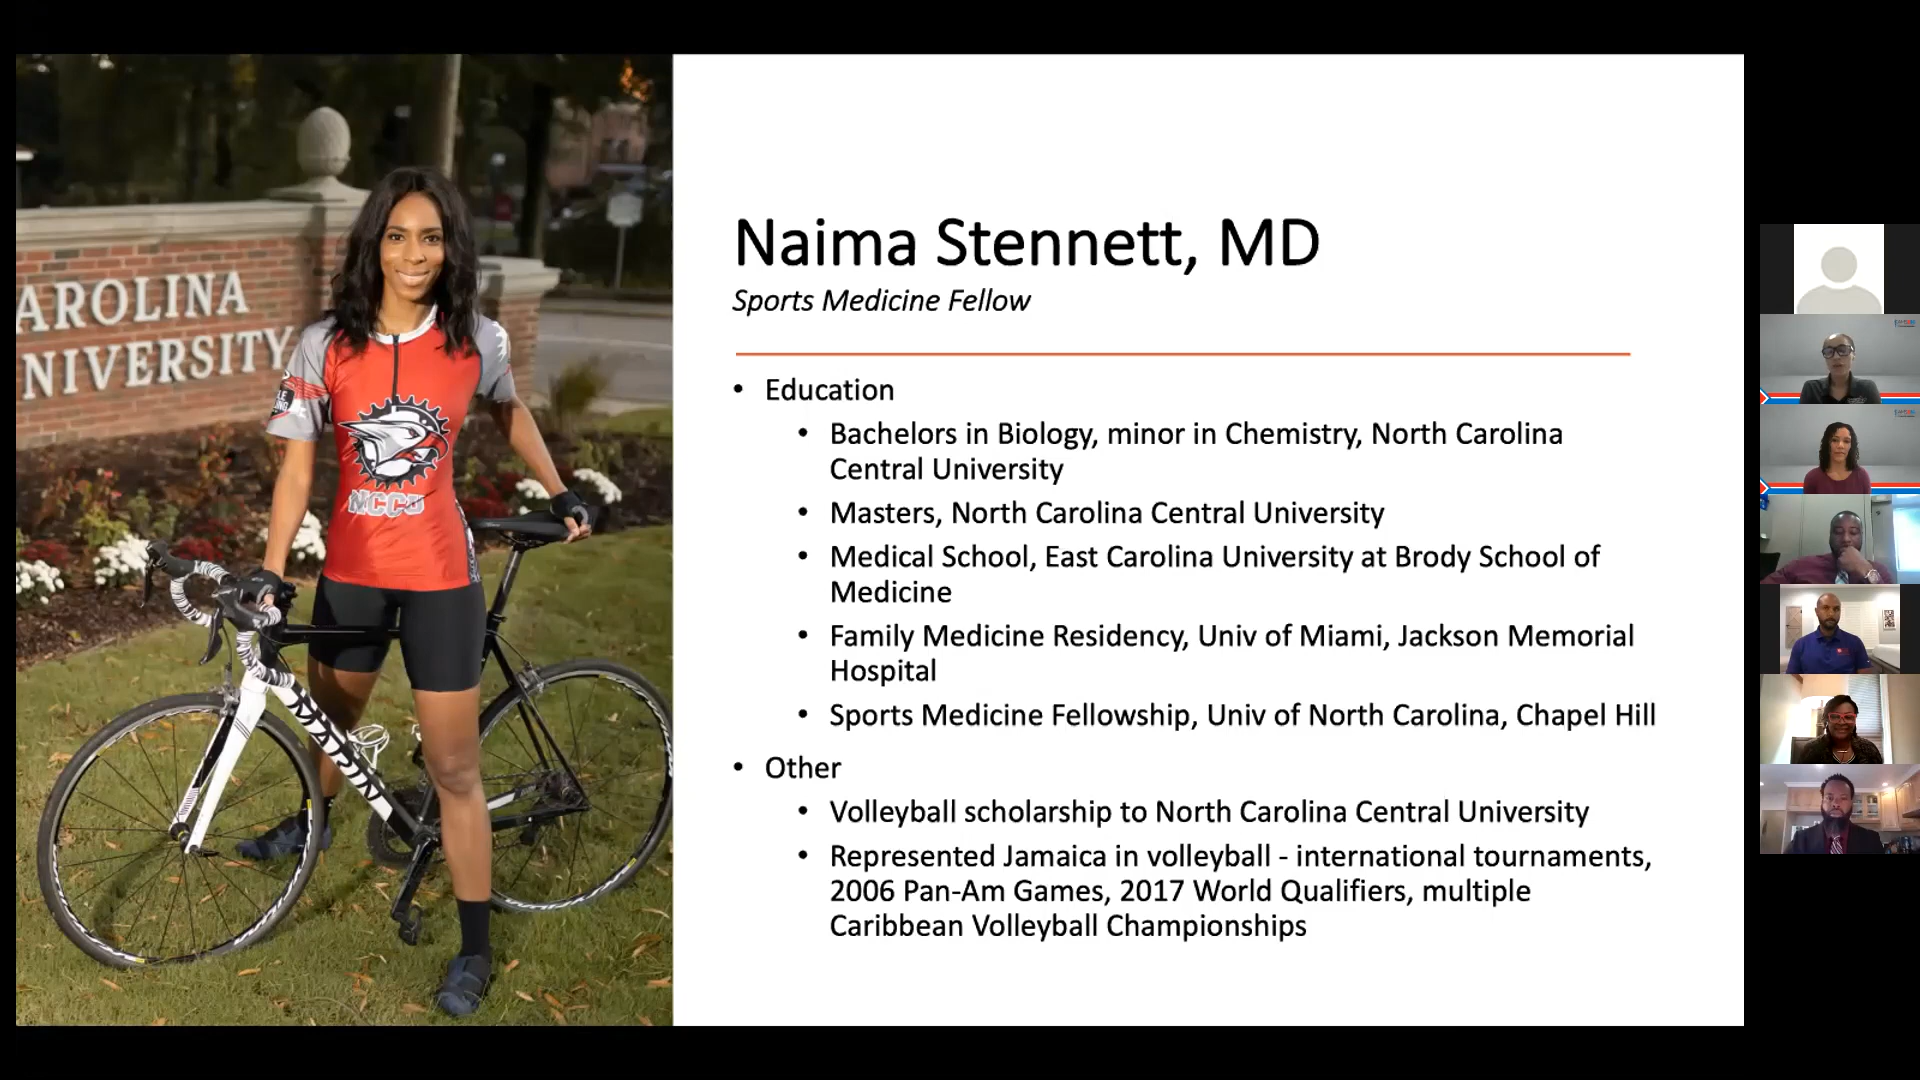 AROLINA
NIVERSITY
NCCU
MARIN
Naima Stennett, MD
Sports Medicine Fellow
• Education
• Bachelors in Biology, minor in Chemistry, North Carolina
Central University
• Masters, North Carolina Central University
• Medical School, East Carolina University at Brody School of
Medicine
• Family Medicine Residency, Univ of Miami, Jackson Memorial
Hospital
• Sports Medicine Fellowship, Univ of North Carolina, Chapel Hill
• Other
• Volleyball scholarship to North Carolina Central University
• Represented Jamaica in volleyball - international tournaments,
2006 Pan-Am Games, 2017 World Qualifiers, multiple
Caribbean Volleyball Championships